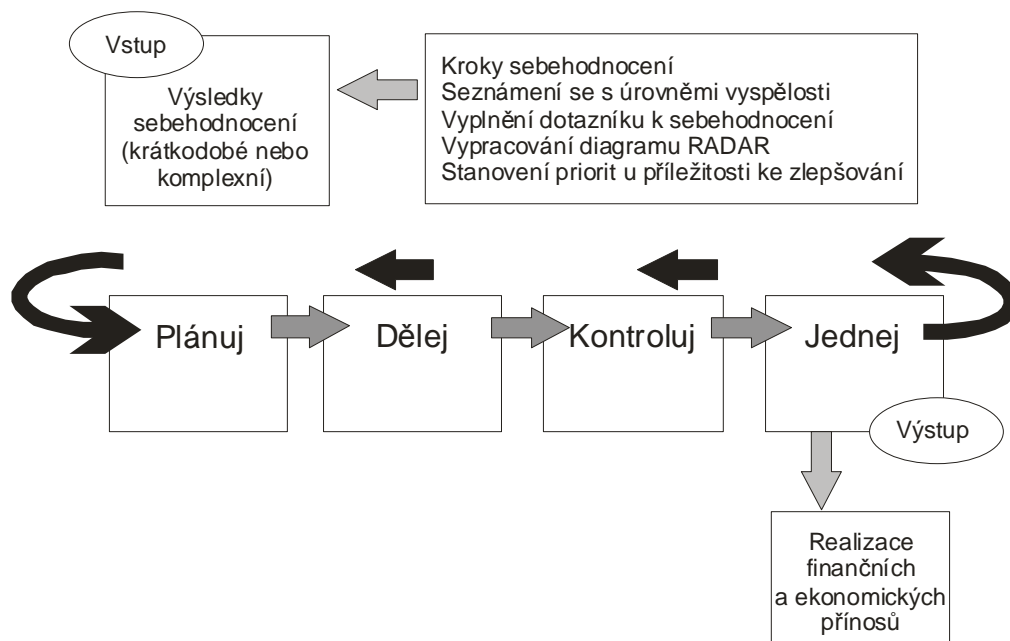 Vstup
Výsledky
sebehodnocení
(krátkodobé nebo
komplexní)
Kroky sebehodnocení
Seznámení se s úrovněmi vyspělosti
Vyplnění dotazníku k sebehodnocení
Vypracování diagramu RADAR
Stanovení priorit u příležitosti ke zlepšování
Plánuj
Dělej
Kontroluj
Jednej
Výstup
Realizace
finančních
a ekonomických
přínosů